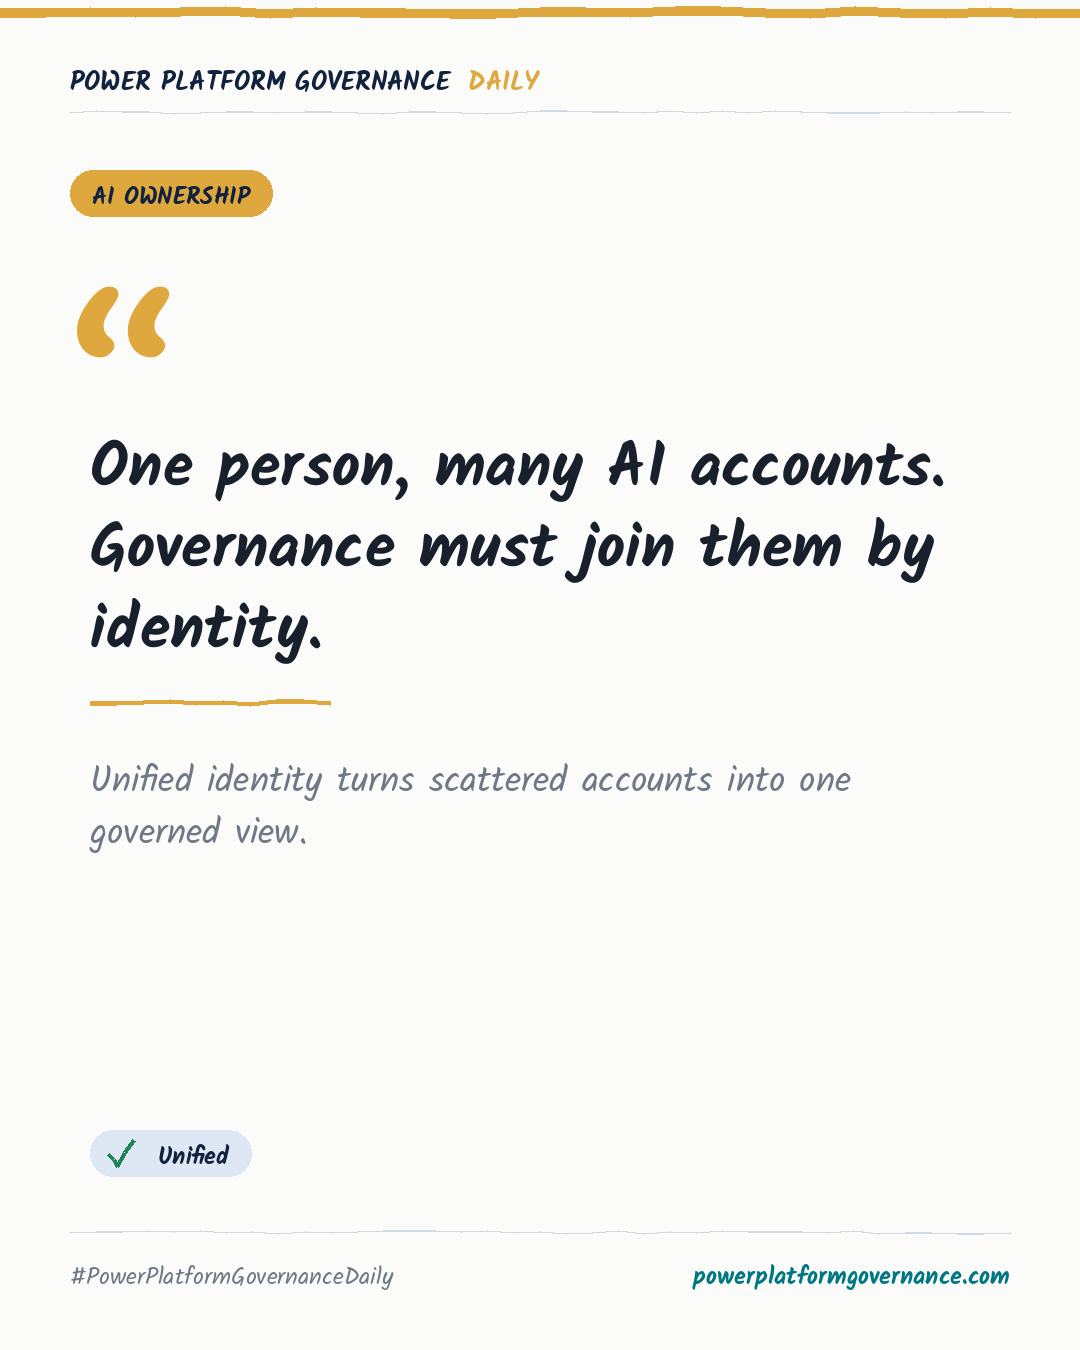 POWER PLATFORM GOVERNANCE DAILY
AI OWNERSHIP
“
One person, many AI accounts.
Governance must join them by
identity.
Unified identity turns scattered accounts into one
governed view.
✓ Unified
#PowerPlatformGovernanceDaily
powerplatformgovernance.com